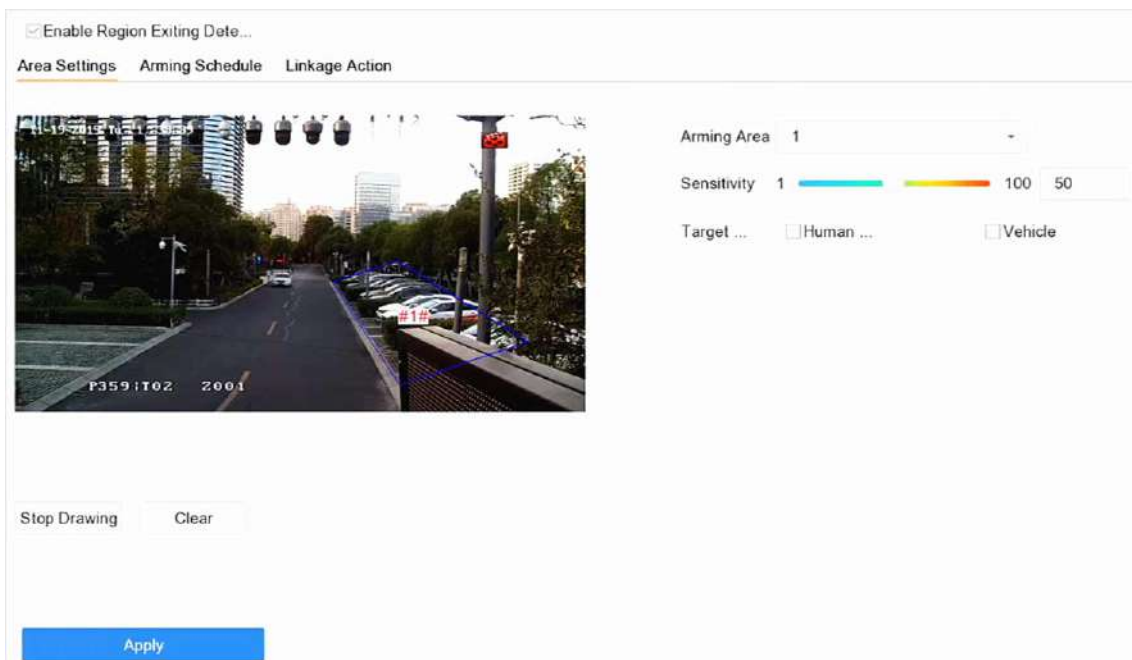 Enable Region Exiting Dete...
Area Settings Arming Schedule Linkage Action
Arming Area 1
Sensitivity 1 100 50
Target ... Human ... Vehicle
#1#
P359 T02 2001
Stop Drawing Clear
Apply